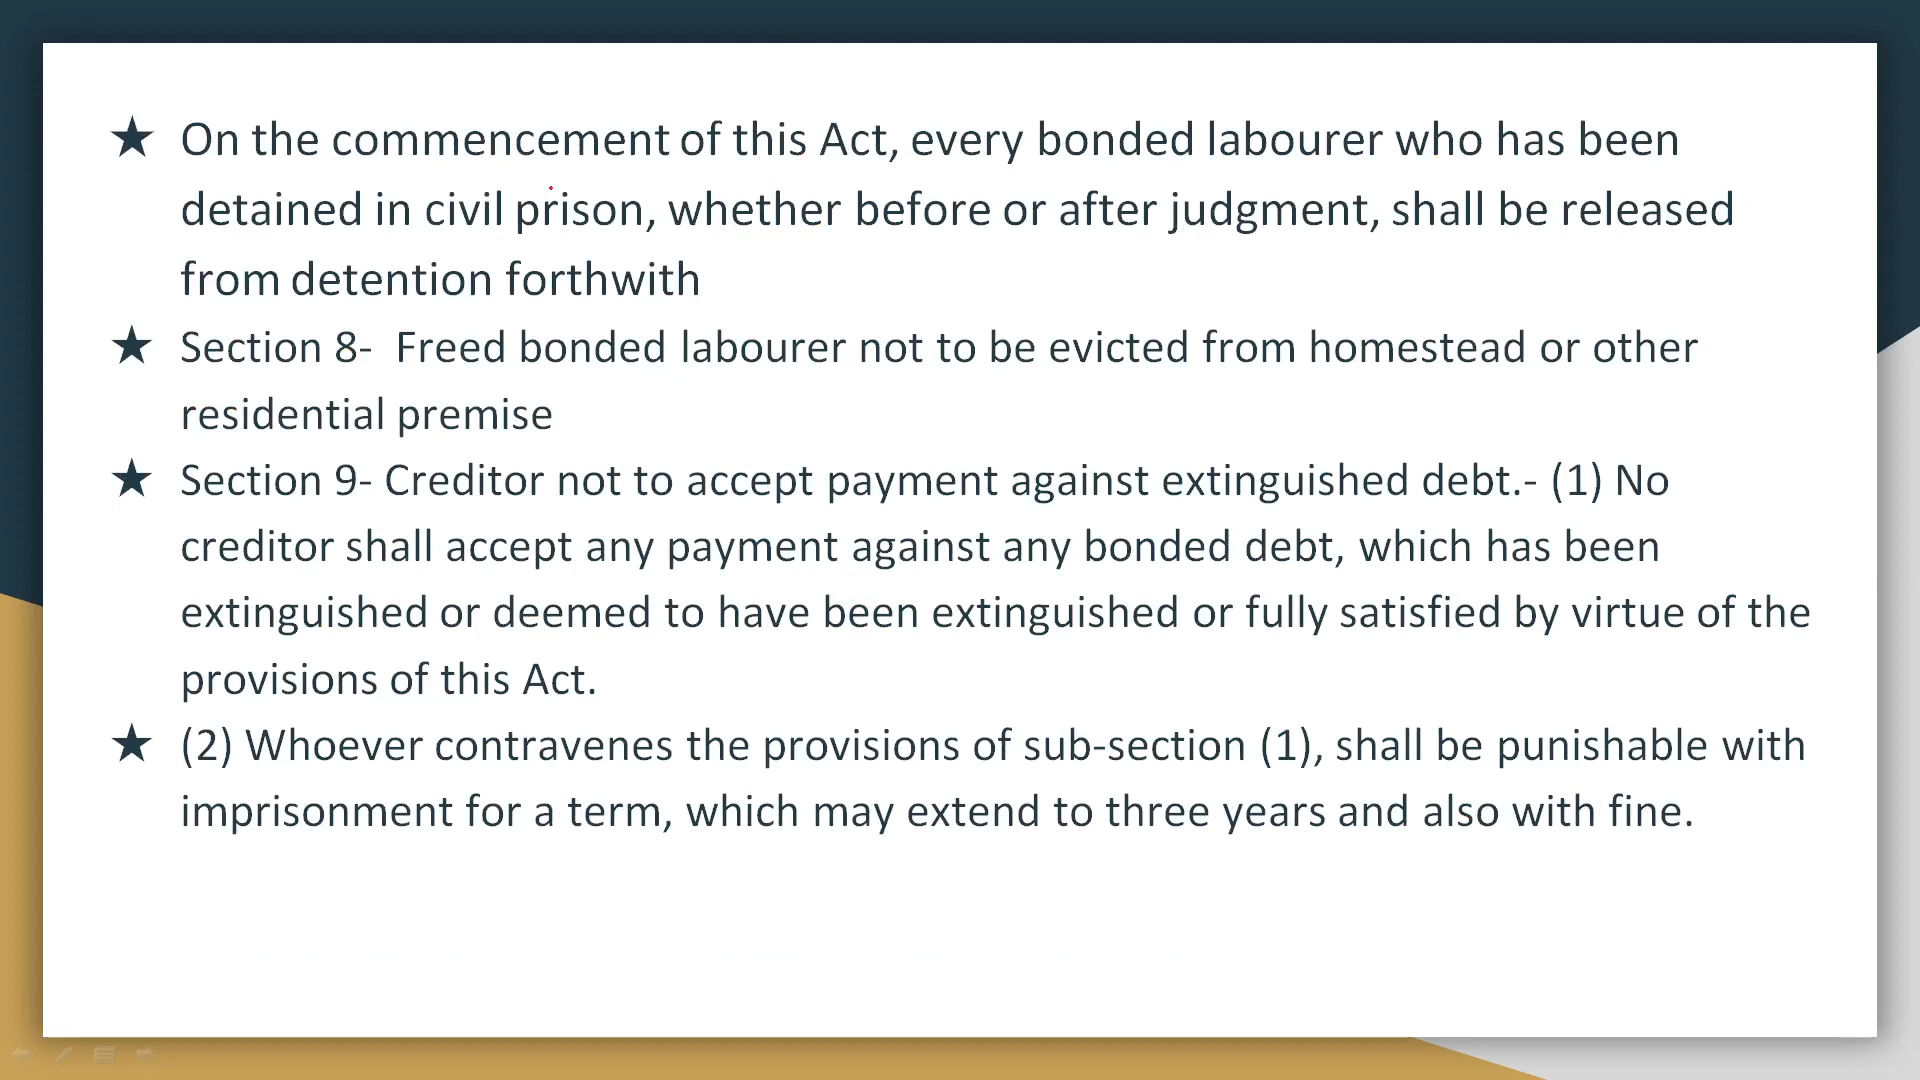 ★ On the commencement of this Act, every bonded labourer who has been
detained in civil prison, whether before or after judgment, shall be released
from detention forthwith
★ Section 8- Freed bonded labourer not to be evicted from homestead or other
residential premise
★ Section 9- Creditor not to accept payment against extinguished debt.- (1) No
creditor shall accept any payment against any bonded debt, which has been
extinguished or deemed to have been extinguished or fully satisfied by virtue of the
provisions of this Act.
★ (2) Whoever contravenes the provisions of sub-section (1), shall be punishable with
imprisonment for a term, which may extend to three years and also with fine.